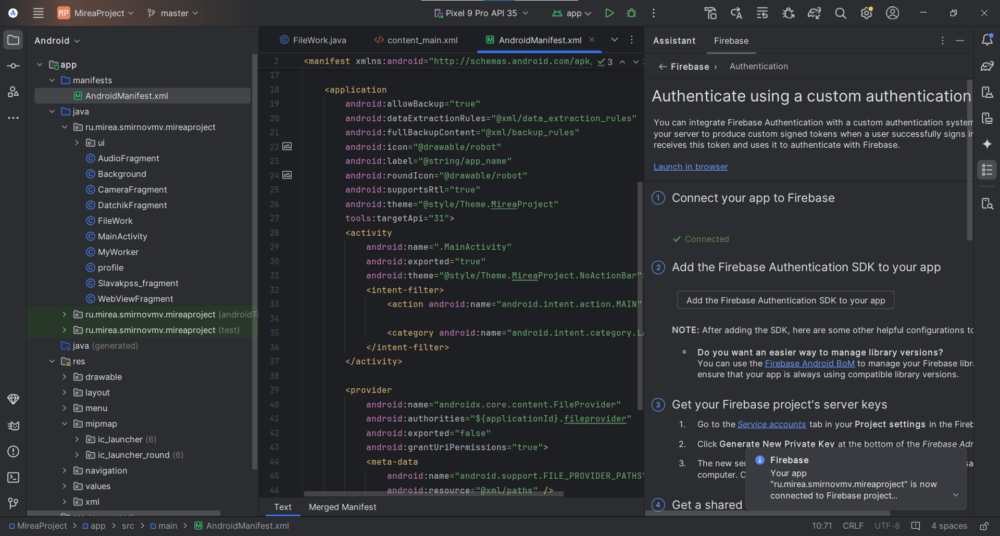 MP MireaProject master Pixel 9 Pro API 35 app
Android
app
manifests
AndroidManifest.xml
java
ru.mirea.smirnovmv.mireaproject
ui
AudioFragment
Background
CameraFragment
DatchikFragment
FileWork
MainActivity
MyWorker
profile
Slavakpss_fragment
WebViewFragment
ru.mirea.smirnovmv.mireaproject (androidT
ru.mirea.smirnovmv.mireaproject (test)
java (generated)
res
drawable
layout
menu
mipmap
ic_launcher (6)
ic_launcher_round (6)
navigation
values
xml
FileWork.java content_main.xml AndroidManifest.xml
2 <manifest xmlns:android="http://schemas.android.com/apk/ 3
17
18 <application
19 android:allowBackup="true"
20 android:dataExtractionRules="@xml/data_extraction_rules"
21 android:fullBackupContent="@xml/backup_rules"
22 android:icon="@drawable/robot"
23 android:label="@string/app_name"
24 android:roundIcon="@drawable/robot"
25 android:supportsRtl="true"
26 android:theme="@style/Theme.MireaProject"
27 tools:targetApi="31">
28 <activity
29 android:name=".MainActivity"
30 android:exported="true"
31 android:theme="@style/Theme.MireaProject.NoActionBar">
32 <intent-filter>
33 <action android:name="android.intent.action.MAIN"
34
35 <category android:name="android.intent.category.LA
36 </intent-filter>
37 </activity>
38
39 <provider
40 android:name="androidx.core.content.FileProvider"
41 android:authorities="${applicationId}.fileprovider"
42 android:exported="false"
43 android:grantUriPermissions="true">
44 <meta-data
45 android:name="android.support.FILE_PROVIDER_PATHS"
46 android:resource="@xml/paths" />
Text Merged Manifest
Assistant Firebase
Firebase › Authentication
Authenticate using a custom authentication
You can integrate Firebase Authentication with a custom authentication system
your server to produce custom signed tokens when a user successfully signs in
receives this token and uses it to authenticate with Firebase.
Launch in browser
1 Connect your app to Firebase
Connected
2 Add the Firebase Authentication SDK to your app
Add the Firebase Authentication SDK to your app
NOTE: After adding the SDK, here are some other helpful configurations to
Do you want an easier way to manage library versions?
You can use the Firebase Android BoM to manage your Firebase libra
ensure that your app is always using compatible library versions.
3 Get your Firebase project's server keys
1. Go to the Service accounts tab in your Project settings in the Fireb
2. Click Generate New Private Key at the bottom of the Firebase Adm
3. The new ser sa
computer. C
4 Get a shared
Firebase
Your app
"ru.mirea.smirnovmv.mireaproject" is now
connected to Firebase project...
MireaProject > app > src > main > AndroidManifest.xml 10:71 CRLF UTF-8 4 spaces